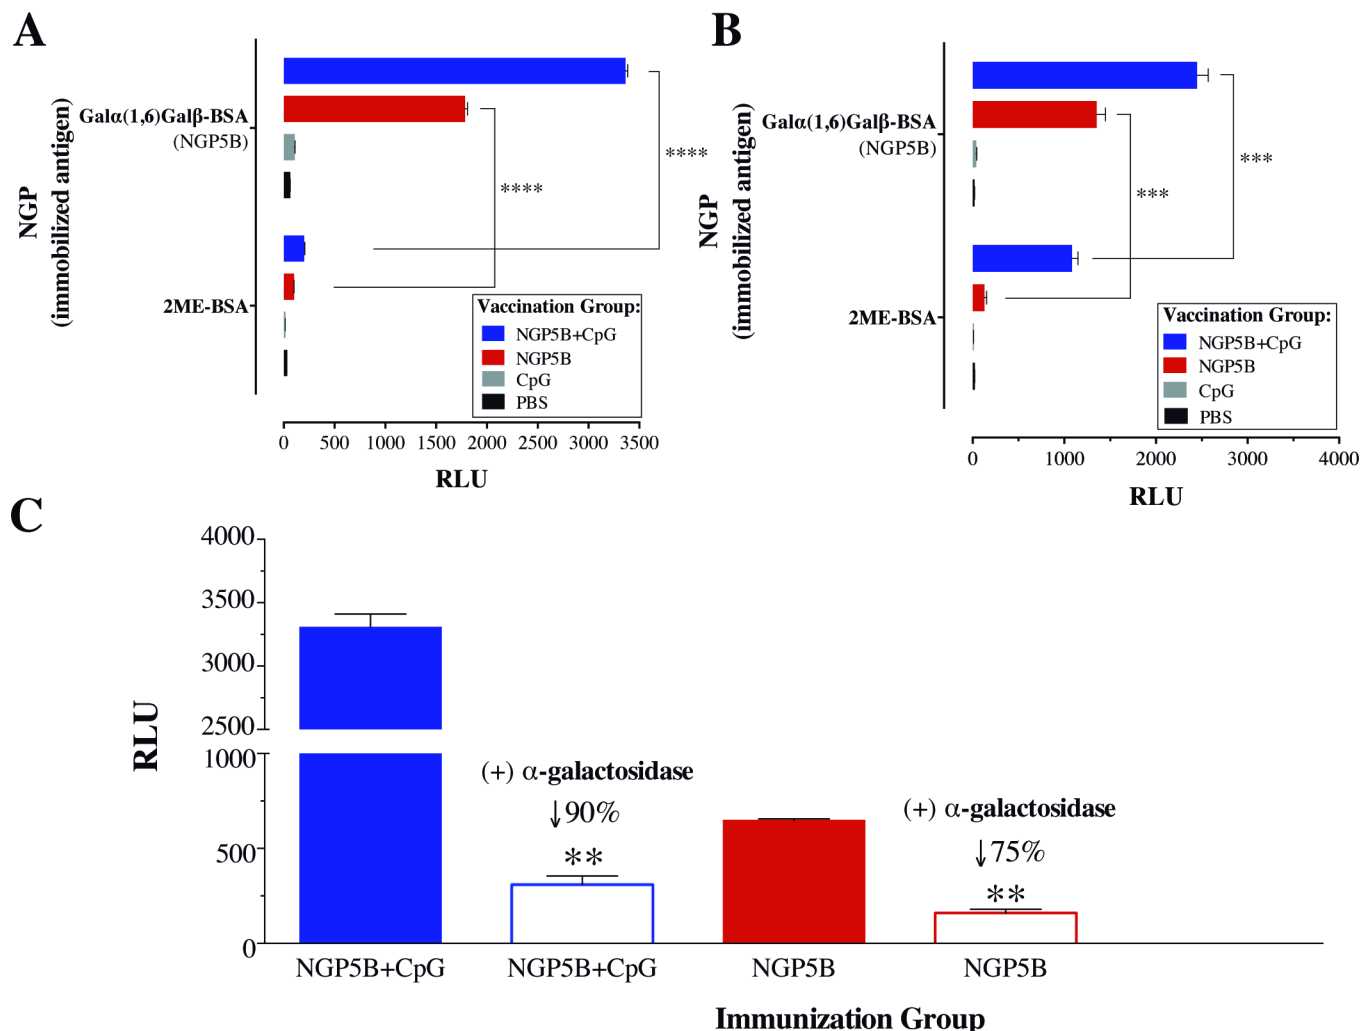 A
NGP
(immobilized antigen)
Galα(1,6)Galβ-BSA
(NGP5B)
2ME-BSA
****
****
Vaccination Group:
NGP5B+CpG
NGP5B
CpG
PBS
0 500 1000 1500 2000 2500 3000 3500
RLU
B
NGP
(immobilized antigen)
Galα(1,6)Galβ-BSA
(NGP5B)
2ME-BSA
***
***
Vaccination Group:
NGP5B+CpG
NGP5B
CpG
PBS
0 1000 2000 3000 4000
RLU
C
RLU
4000
3500
3000
2500
1000
500
0
(+) α-galactosidase
↓90%
**
(+) α-galactosidase
↓75%
**
NGP5B+CpG NGP5B+CpG NGP5B NGP5B
Immunization Group